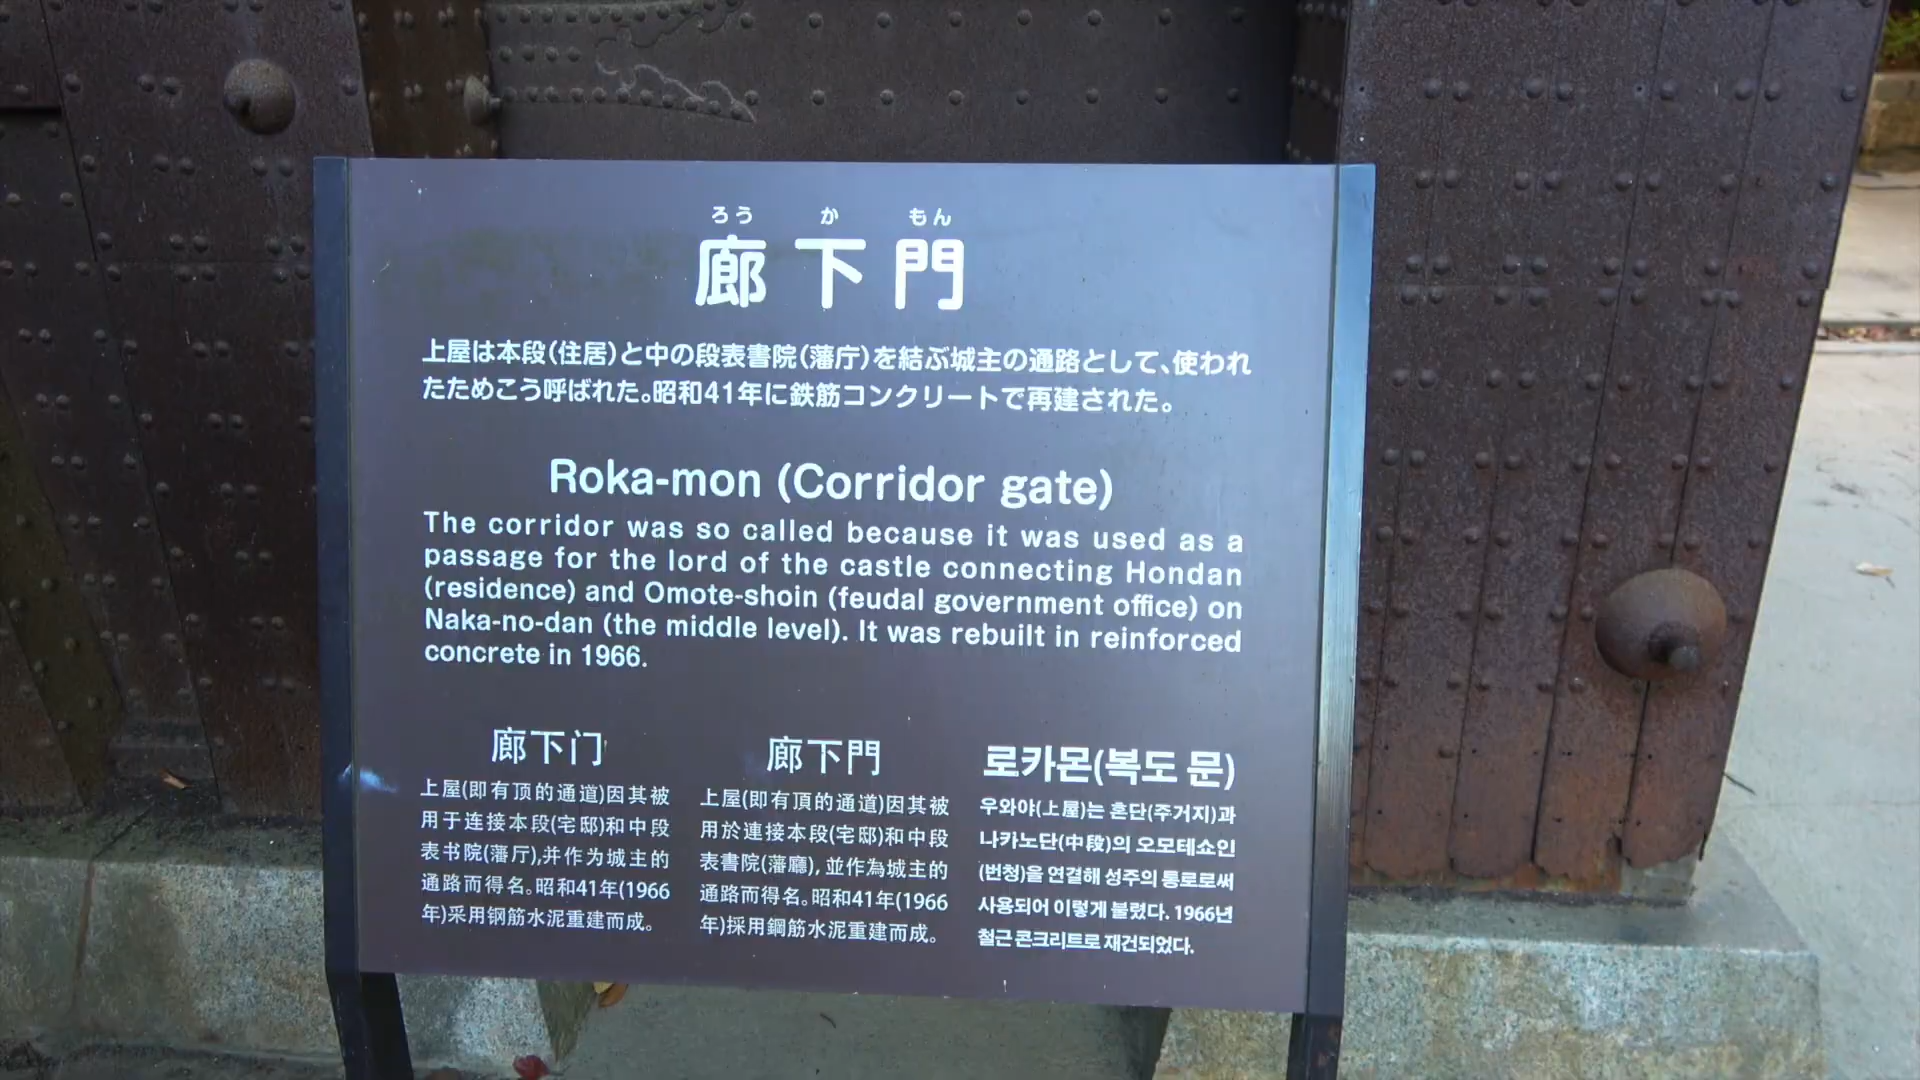 ろう か もん
廊下門
上屋は本段(住居)と中の段表書院(藩庁)を結ぶ城主の通路として、使われ
たためこう呼ばれた。昭和41年に鉄筋コンクリートで再建された。
Roka-mon (Corridor gate)
The corridor was so called because it was used as a
passage for the lord of the castle connecting Hondan
(residence) and Omote-shoin (feudal government office) on
Naka-no-dan (the middle level). It was rebuilt in reinforced
concrete in 1966.
廊下门
上屋(即有顶的通道)因其被
用于连接本段(宅邸)和中段
表书院(藩厅),并作为城主的
通路而得名。昭和41年(1966
年)采用钢筋水泥重建而成。
廊下門
上屋(即有頂的通道)因其被
用於連接本段(宅邸)和中段
表書院(藩廳),並作為城主的
通路而得名。昭和41年(1966
年)採用鋼筋水泥重建而成。
로카몬(복도 문)
우와야(上屋)는 혼단(주거지)과
나카노단(中段)의 오모테쇼인
(번청)을 연결해 성주의 통로로써
사용되어 이렇게 불렸다. 1966년
철근 콘크리트로 재건되었다.